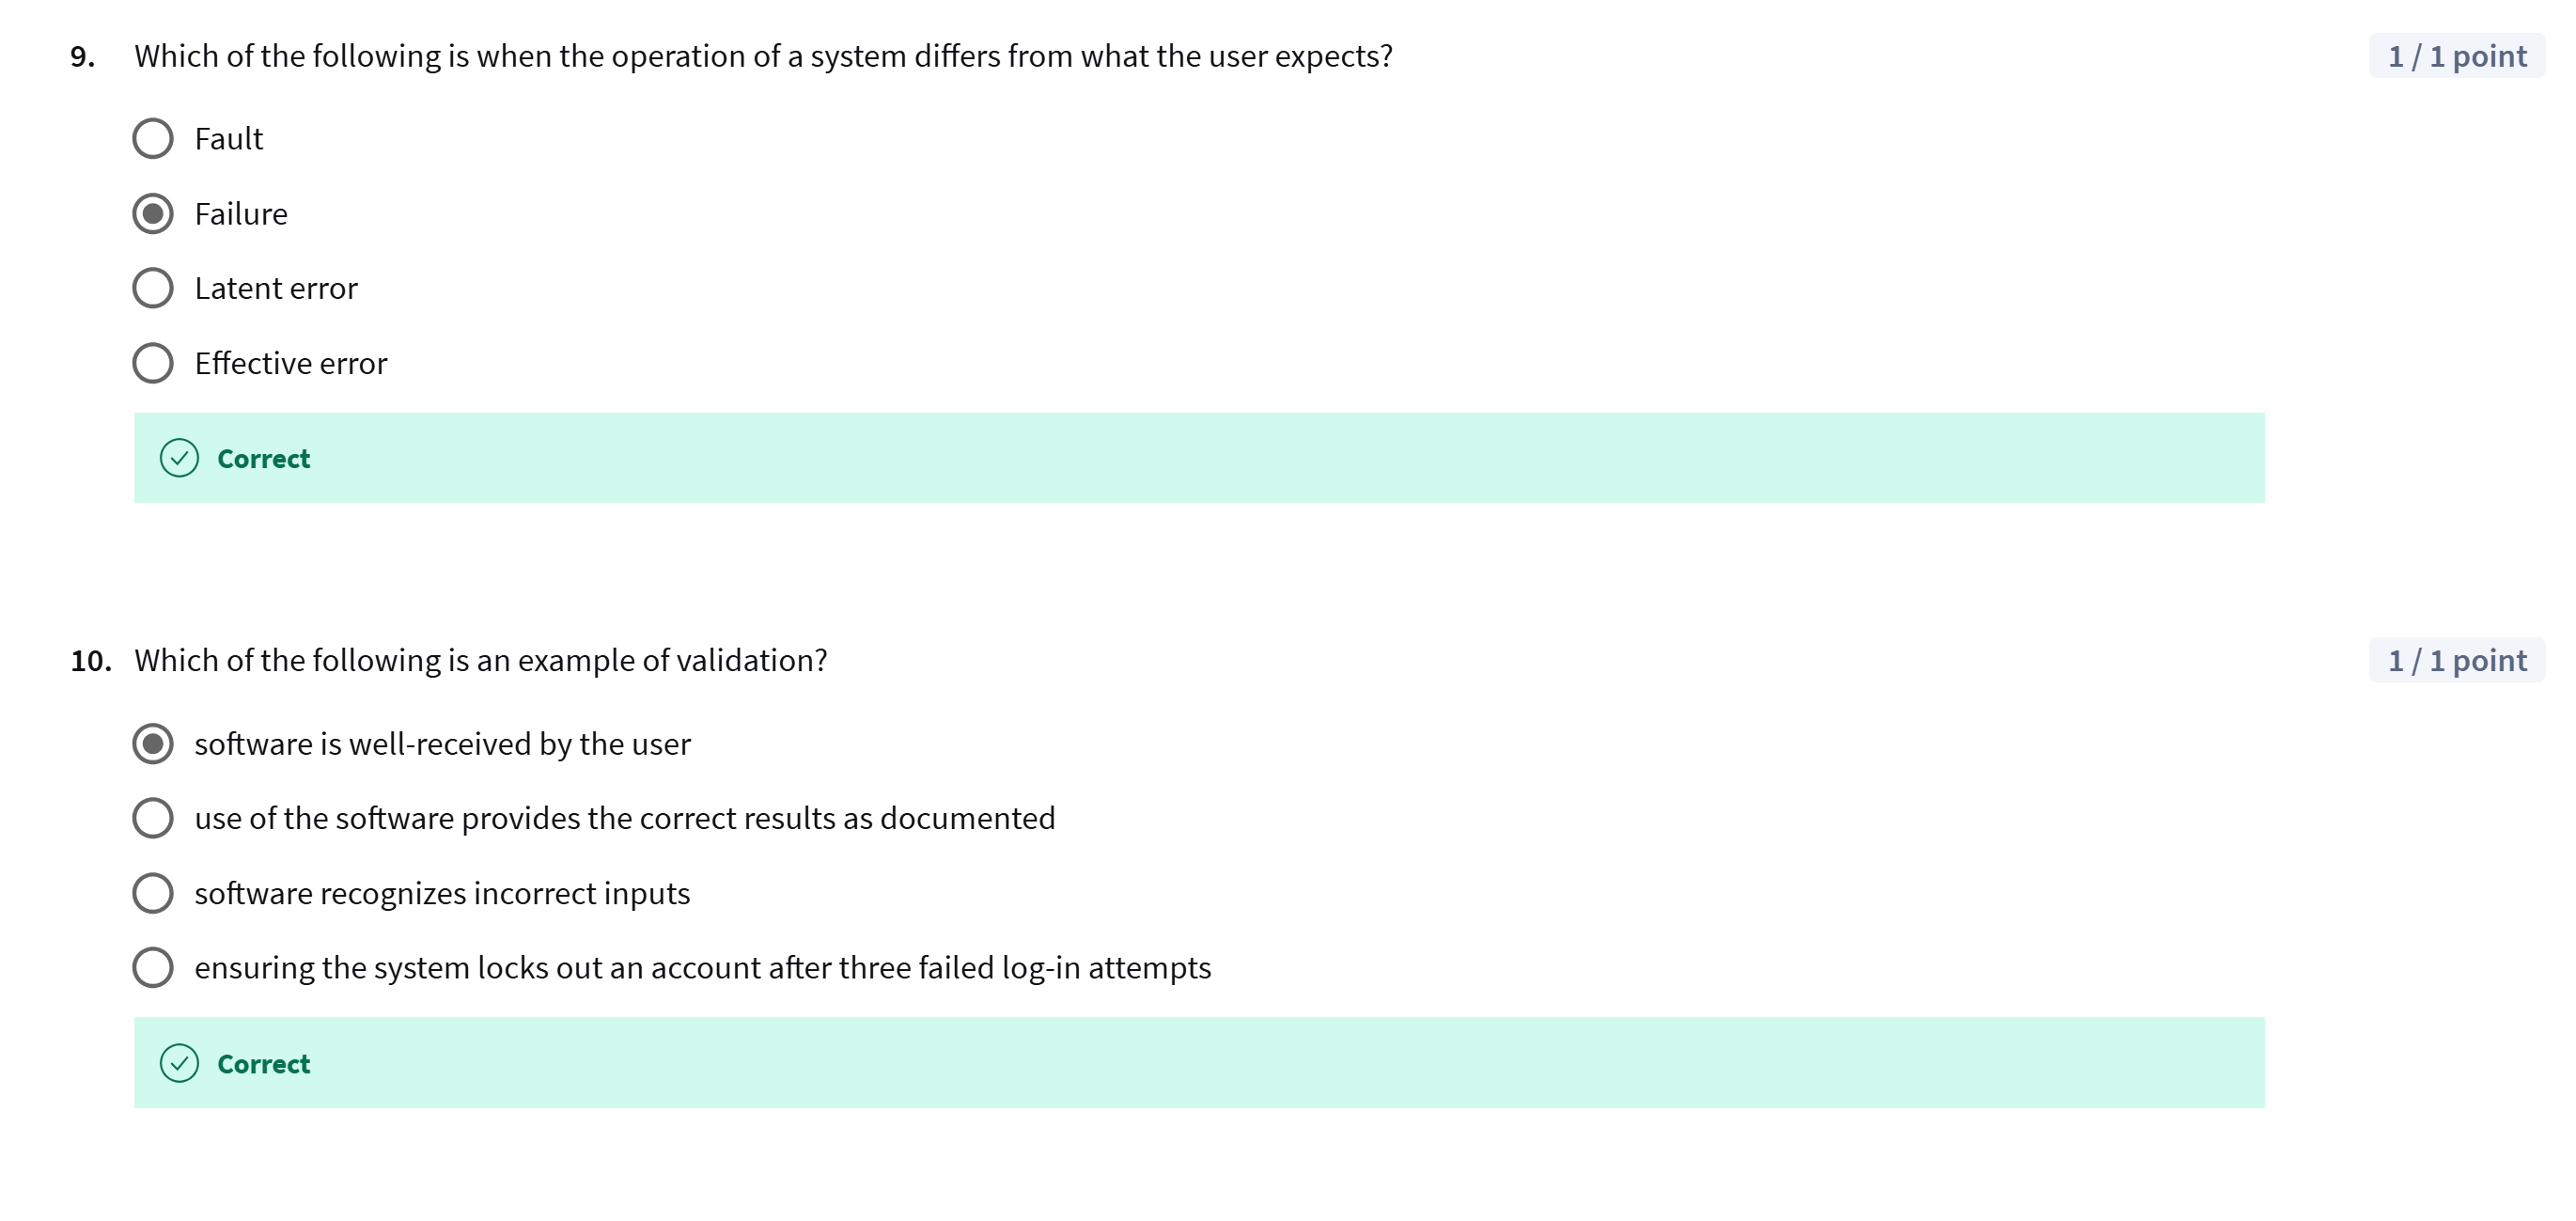 9. Which of the following is when the operation of a system differs from what the user expects? 1 / 1 point
Fault
Failure
Latent error
Effective error
Correct
10. Which of the following is an example of validation? 1 / 1 point
software is well-received by the user
use of the software provides the correct results as documented
software recognizes incorrect inputs
ensuring the system locks out an account after three failed log-in attempts
Correct